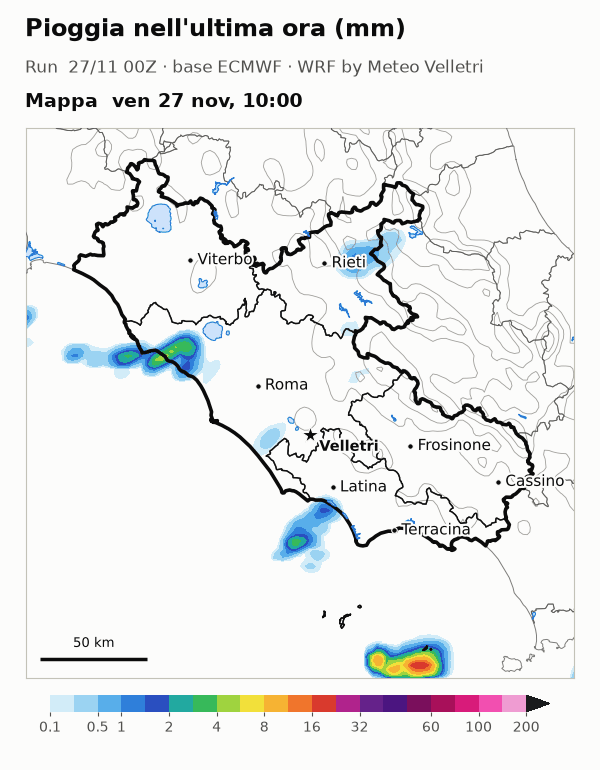 Pioggia nell'ultima ora (mm)
Run  27/11 00Z · base ECMWF · WRF by Meteo Velletri
Mappa  ven 27 nov, 10:00
Viterbo
Rieti
Roma
Velletri
Frosinone
Latina
Cassino
Terracina
50 km
0.1 0.5 1 2 4 8 16 32 60 100 200